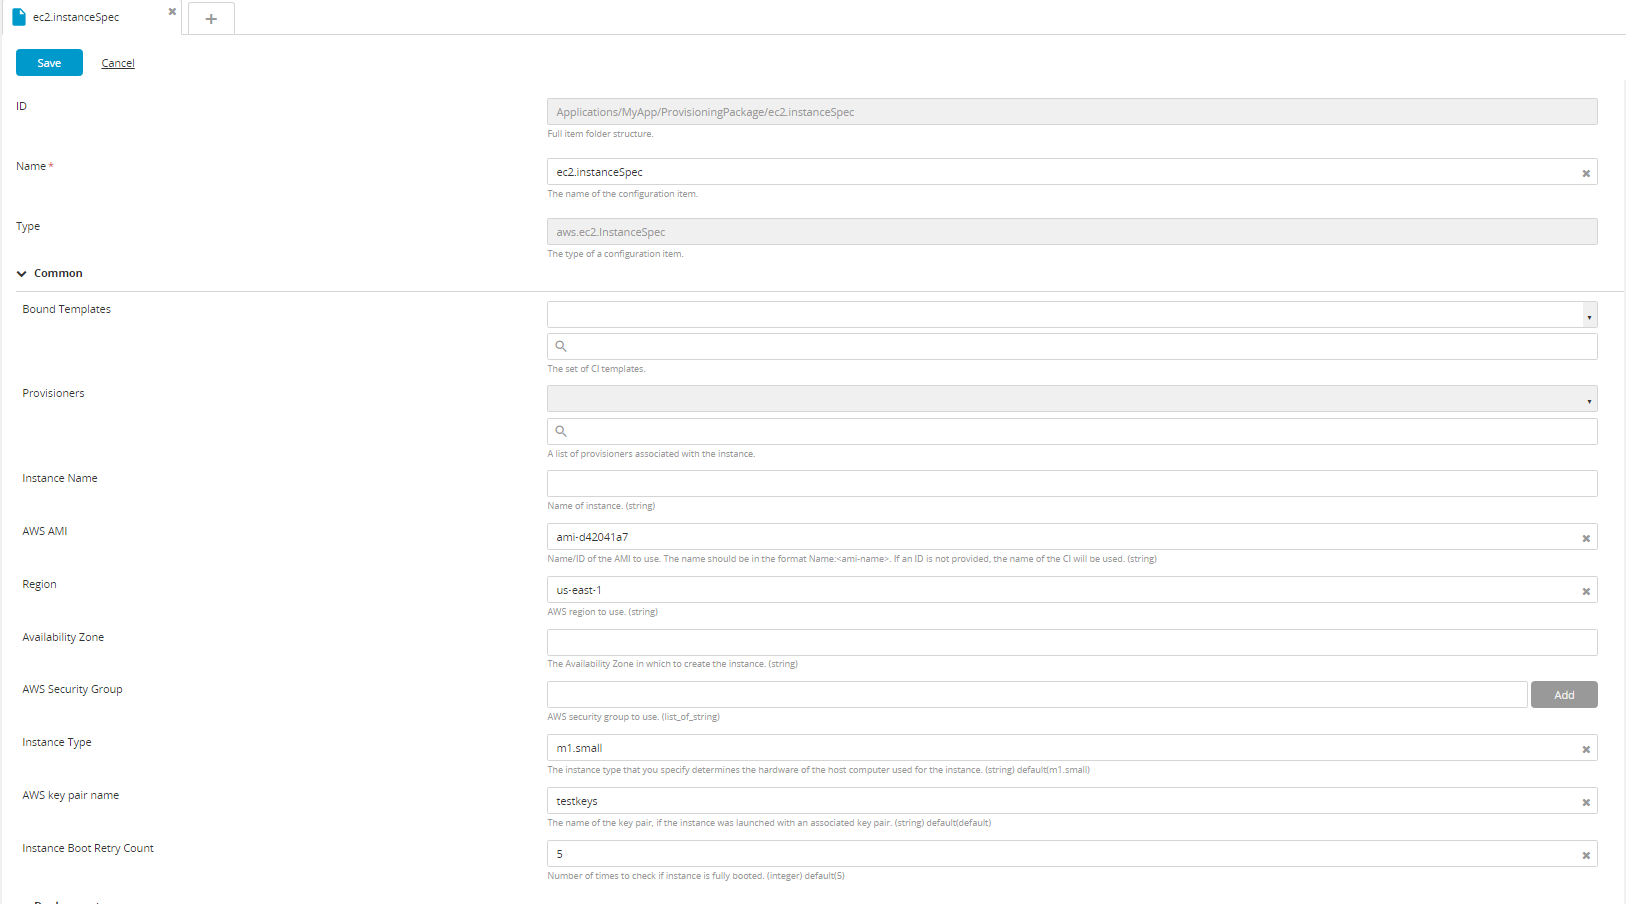 ec2.instanceSpec
Save Cancel
ID
Applications/MyApp/ProvisioningPackage/ec2.instanceSpec
Full item folder structure.
Name *
ec2.instanceSpec
The name of the configuration item.
Type
aws.ec2.InstanceSpec
The type of a configuration item.
Common
Bound Templates
The set of CI templates.
Provisioners
A list of provisioners associated with the instance.
Instance Name
Name of instance. (string)
AWS AMI
ami-d42041a7
Name/ID of the AMI to use. The name should be in the format Name:<ami-name>. If an ID is not provided, the name of the CI will be used. (string)
Region
us-east-1
AWS region to use. (string)
Availability Zone
The Availability Zone in which to create the instance. (string)
AWS Security Group
Add
AWS security group to use. (list_of_string)
Instance Type
m1.small
The instance type that you specify determines the hardware of the host computer used for the instance. (string) default(m1.small)
AWS key pair name
testkeys
The name of the key pair, if the instance was launched with an associated key pair. (string) default(default)
Instance Boot Retry Count
5
Number of times to check if instance is fully booted. (integer) default(5)